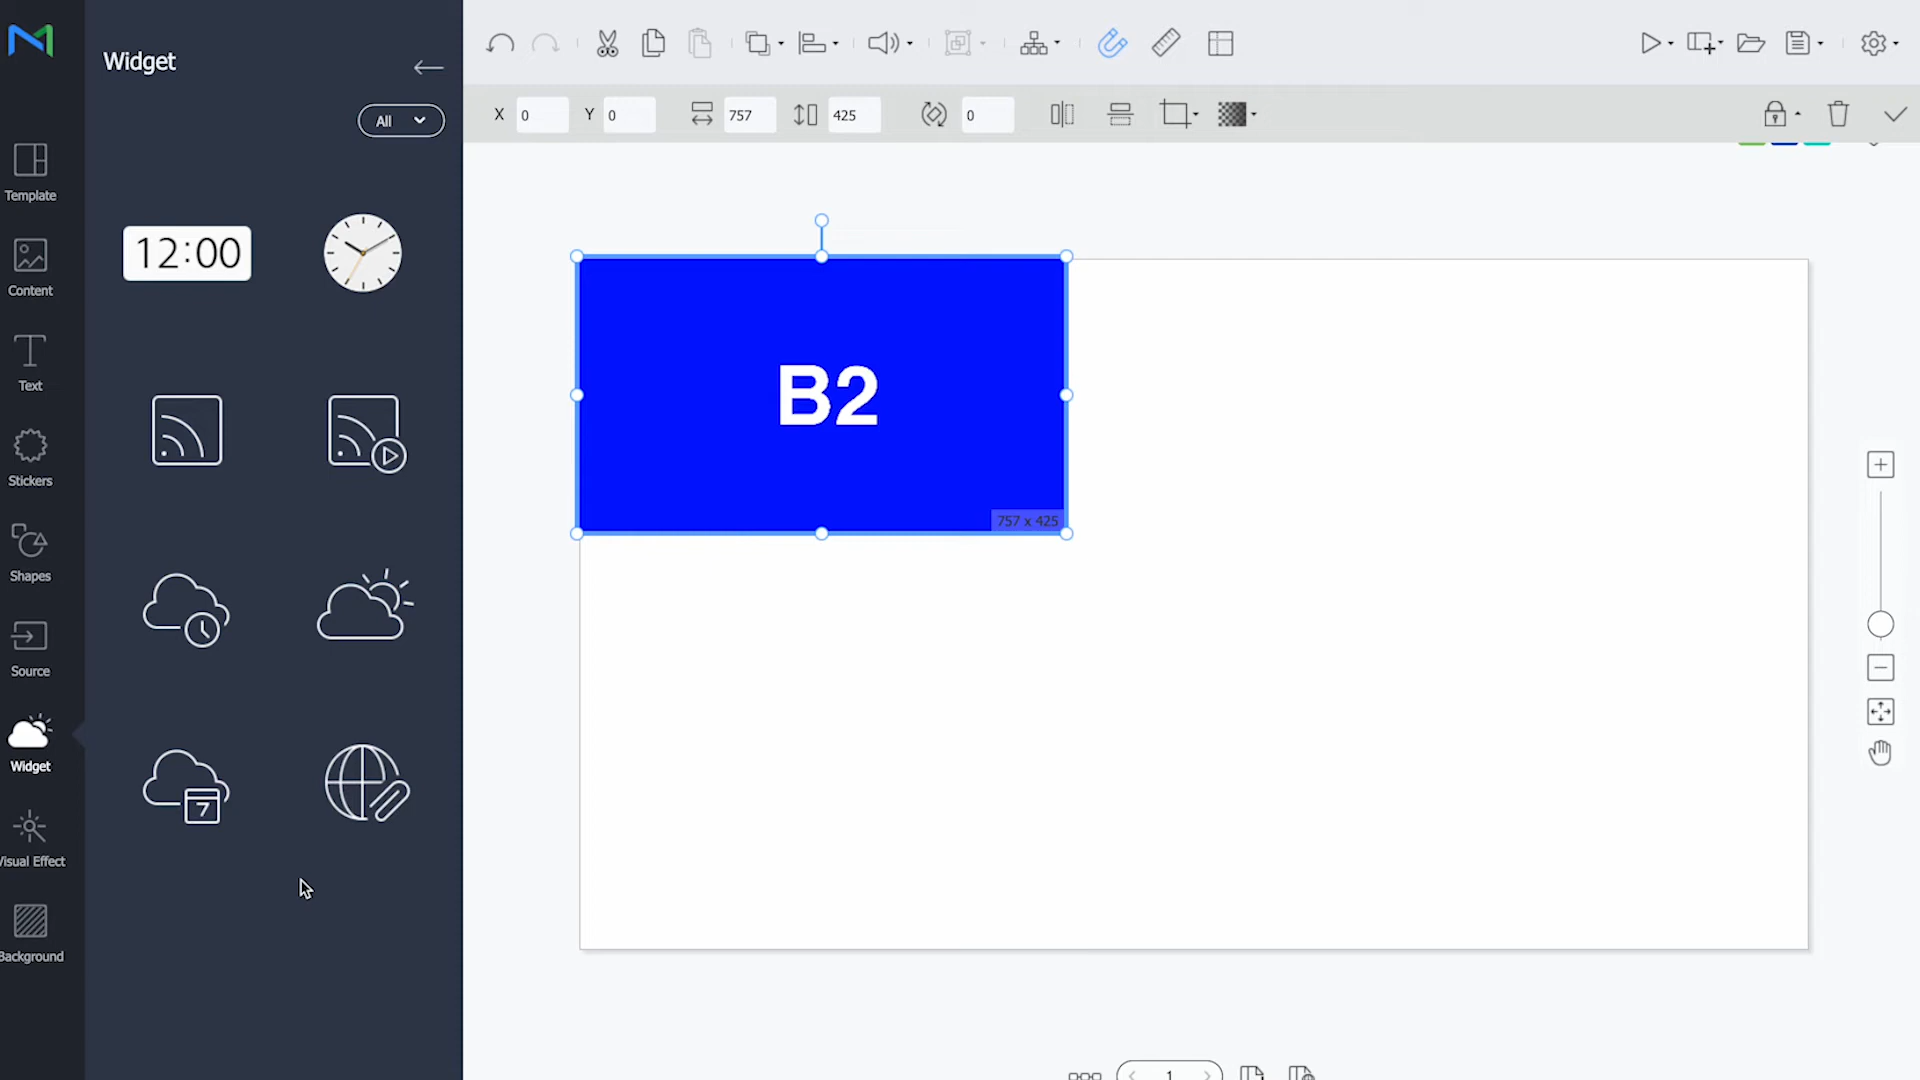 Widget
All
X 0 Y 0 757 425 0
Template
12:00
Content
Text
B2
Stickers
757 x 425
Shapes
Source
Widget
7
Visual Effect
Background
1